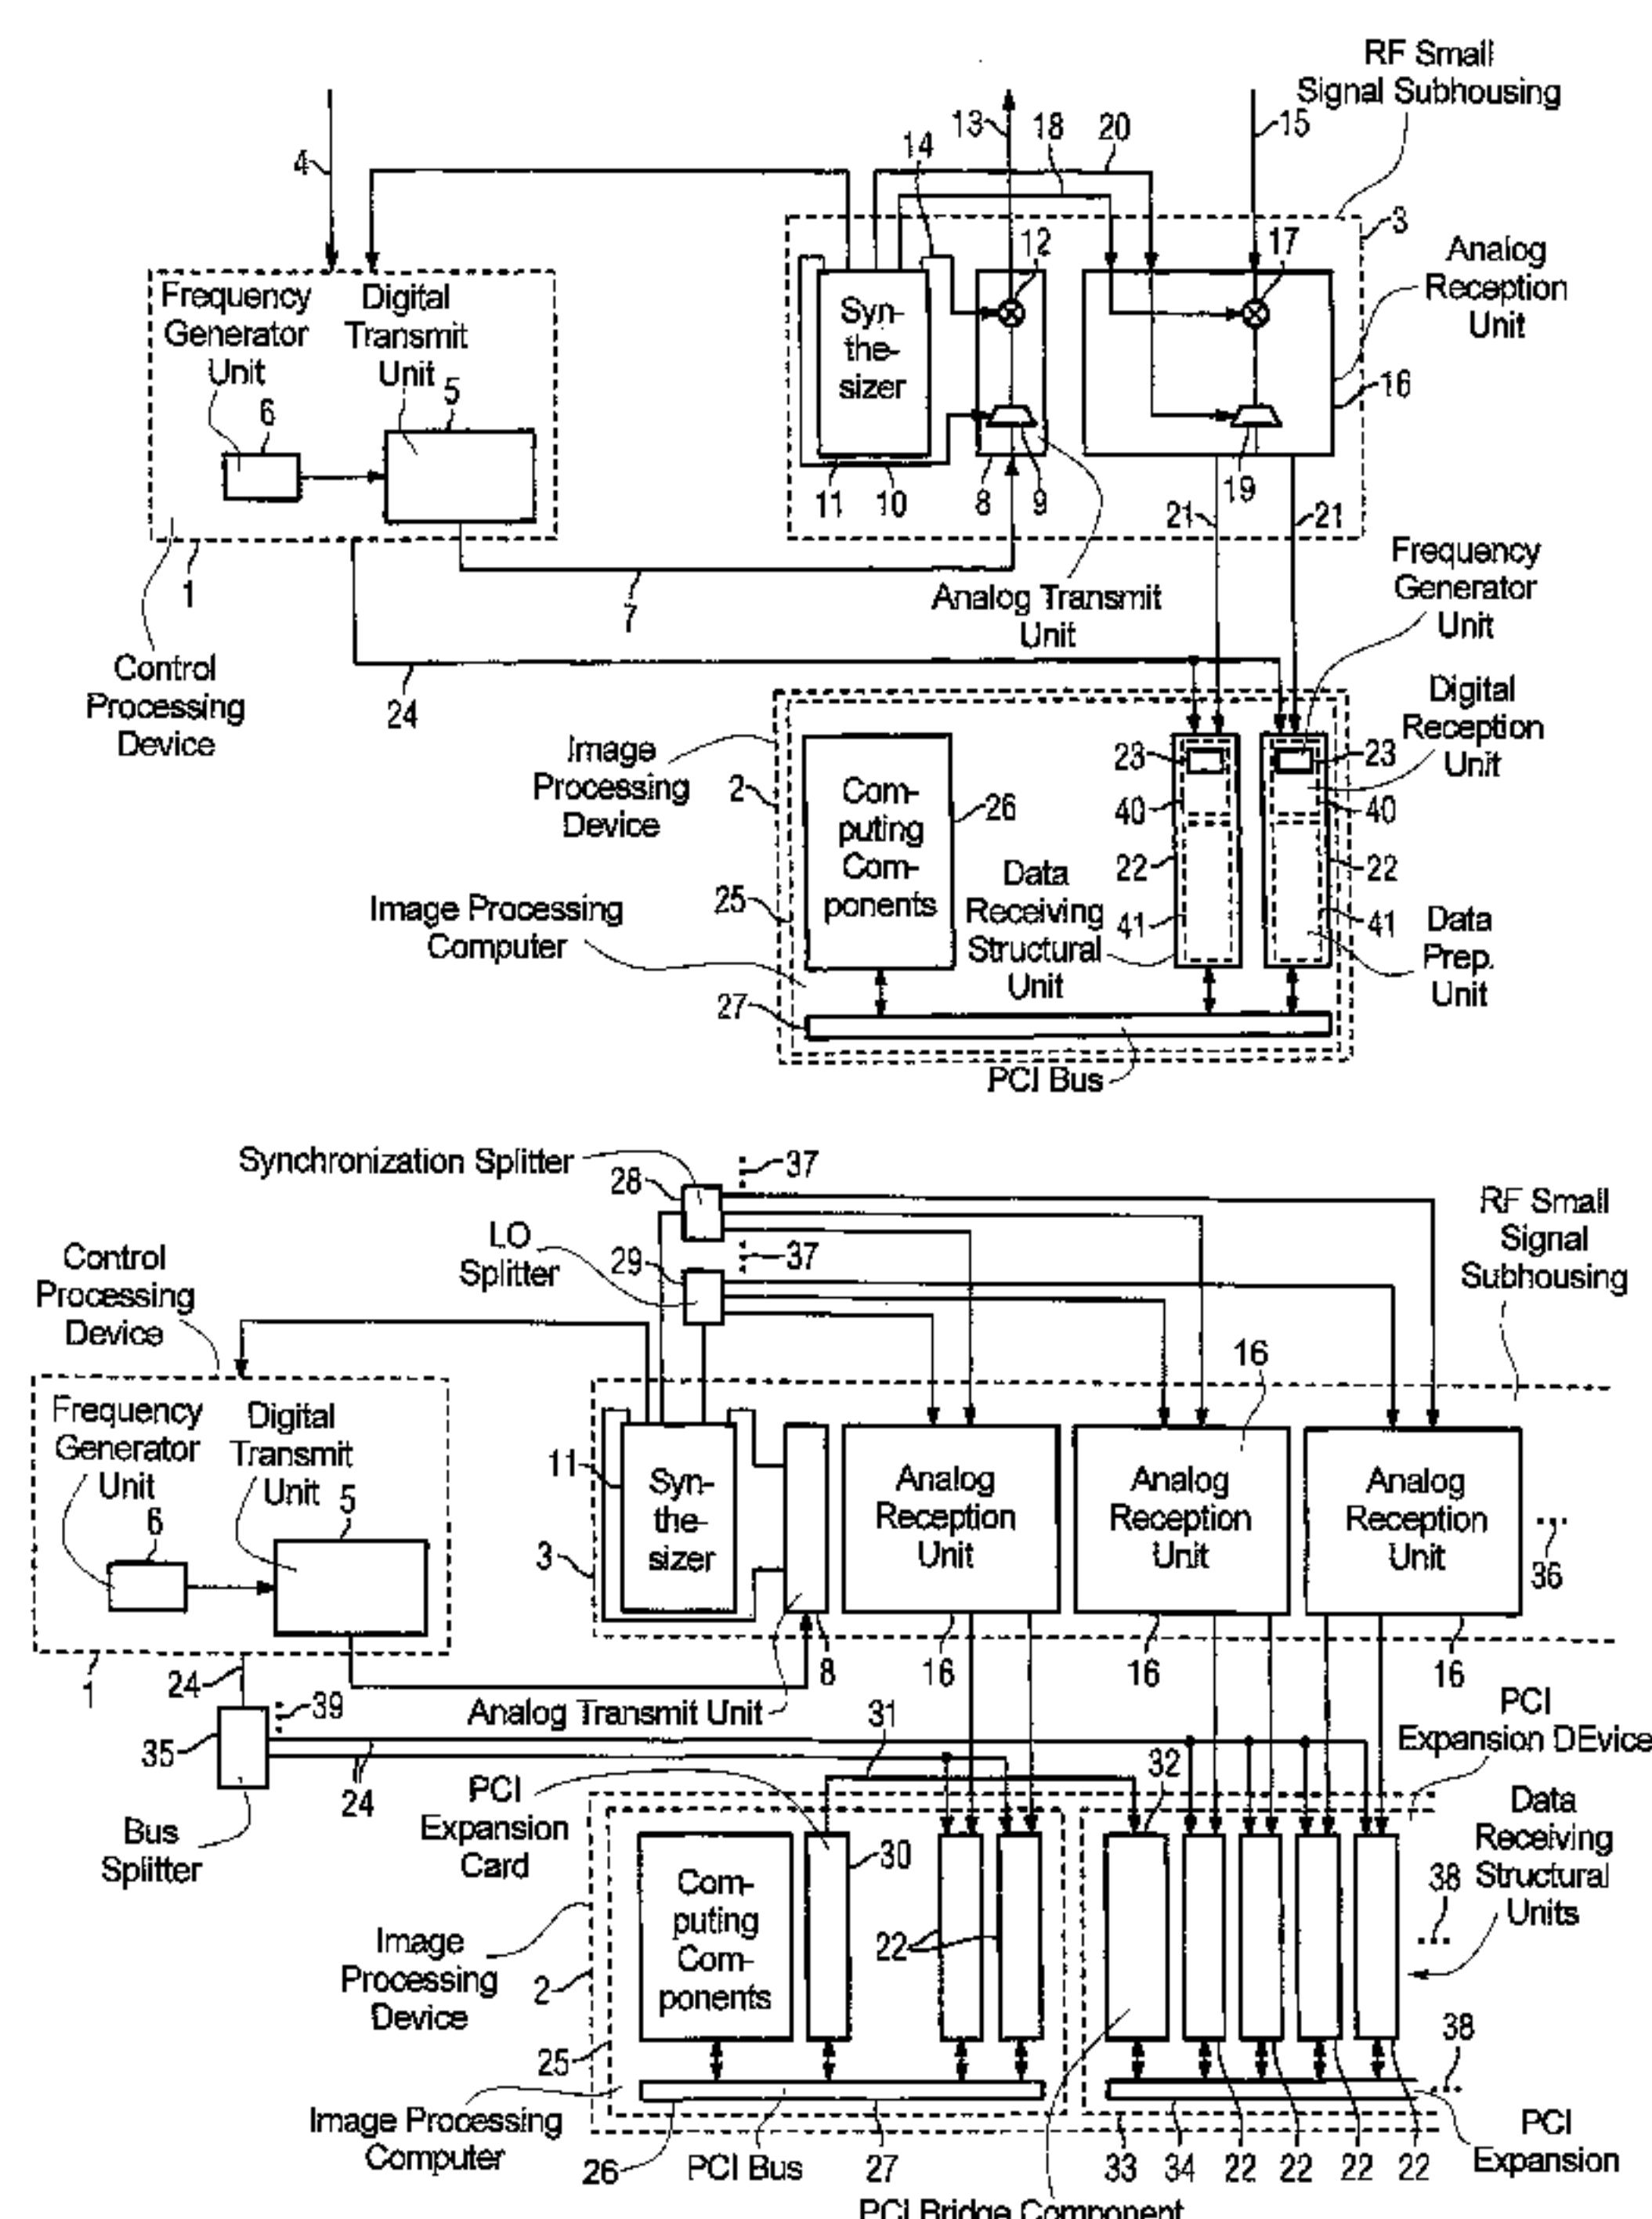 RF Small
Signal Subhousing
4
13
18
20
15
14
12
17
3
Frequency
Generator
Unit
Digital
Transmit
Unit
Syn-
the-
sizer
Analog
Reception
Unit
6
5
16
11
10
8
9
19
21
21
1
7
Analog Transmit
Unit
Frequency
Generator
Unit
Control
Processing
Device
24
Digital
Reception
Unit
Image
Processing
Device
2
Com-
puting
Com-
ponents
26
23
23
40
40
22
22
Image Processing
Computer
25
Data
Receiving
Structural
Unit
41
41
Data
Prep.
Unit
27
PCI Bus
Synchronization Splitter
28
37
LO
Splitter
29
37
RF Small
Signal
Subhousing
Control
Processing
Device
16
Frequency
Generator
Unit
Digital
Transmit
Unit
11
Syn-
the-
sizer
Analog
Reception
Unit
Analog
Reception
Unit
Analog
Reception
Unit
6
5
3
36
1
24
8
16
16
16
39
Analog Transmit Unit
31
PCI
Expansion DEvice
35
24
32
Bus
Splitter
PCI
Expansion
Card
30
Data
Receiving
Structural
Units
Com-
puting
Com-
ponents
22
38
Image
Processing
Device
2
25
38
Image Processing
Computer
26
PCI Bus
27
33
34
22
22
22
22
PCI
Expansion
PCI Bridge Component